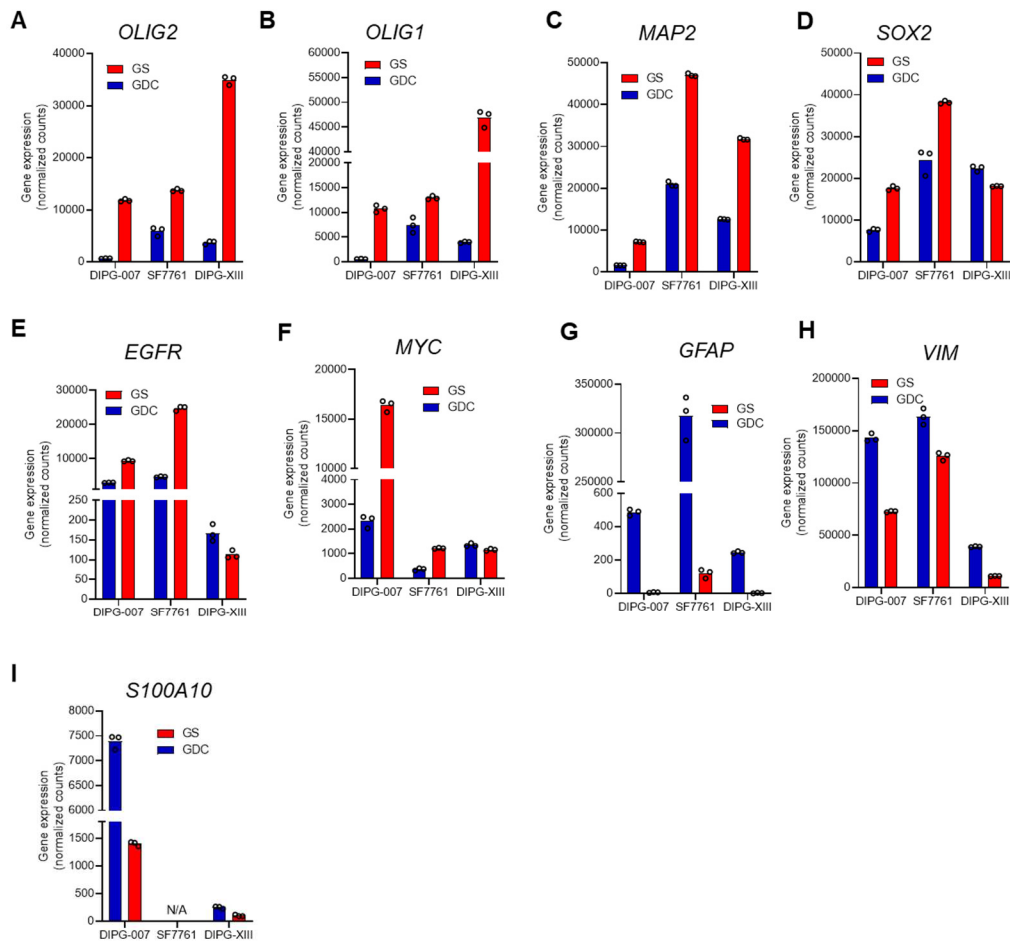 A
OLIG2
Gene expression
(normalized counts)
40000
30000
20000
10000
0
GS
GDC
DIPG-007 SF7761 DIPG-XIII
B
OLIG1
Gene expression
(normalized counts)
60000
55000
50000
45000
20000
15000
10000
5000
0
GS
GDC
DIPG-007 SF7761 DIPG-XIII
C
MAP2
Gene expression
(normalized counts)
50000
40000
30000
20000
10000
0
GS
GDC
DIPG-007 SF7761 DIPG-XIII
D
SOX2
Gene expression
(normalized counts)
50000
40000
30000
20000
10000
0
GS
GDC
DIPG-007 SF7761 DIPG-XIII
E
EGFR
Gene expression
(normalized counts)
30000
20000
10000
250
200
150
100
50
0
GS
GDC
DIPG-007 SF7761 DIPG-XIII
F
MYC
Gene expression
(normalized counts)
20000
15000
10000
4000
3000
2000
1000
0
GS
GDC
DIPG-007 SF7761 DIPG-XIII
G
GFAP
Gene expression
(normalized counts)
350000
300000
250000
600
400
200
0
GS
GDC
DIPG-007 SF7761 DIPG-XIII
H
VIM
Gene expression
(normalized counts)
200000
150000
100000
50000
0
GS
GDC
DIPG-007 SF7761 DIPG-XIII
I
S100A10
Gene expression
(normalized counts)
8000
7500
7000
6500
6000
1500
1000
500
0
GS
GDC
N/A
DIPG-007 SF7761 DIPG-XIII